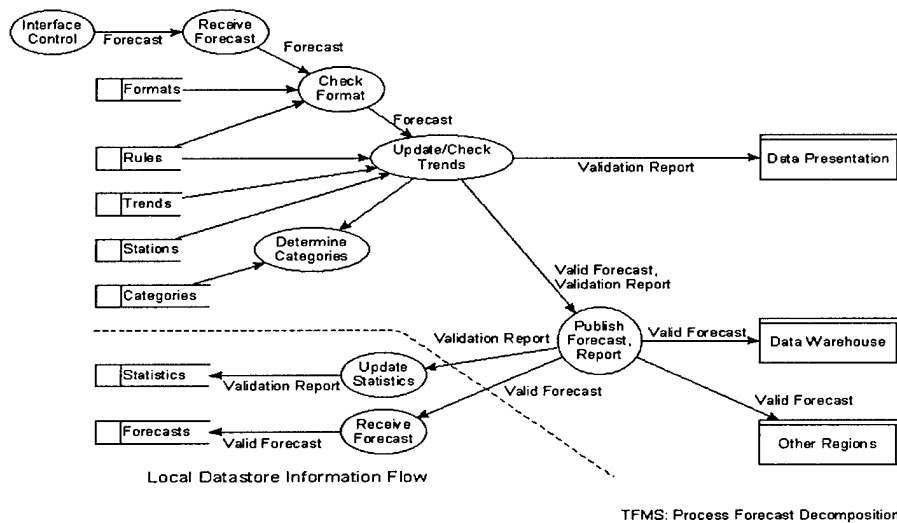 Interface
Control
Forecast
Receive
Forecast
Forecast
Formats
Check
Format
Forecast
Rules
Update/Check
Trends
Validation Report
Data Presentation
Trends
Stations
Determine
Categories
Categories
Valid Forecast,
Validation Report
Publish
Forecast,
Report
Valid Forecast
Data Warehouse
Validation Report
Statistics
Validation Report
Update
Statistics
Valid Forecast
Valid Forecast
Forecasts
Valid Forecast
Receive
Forecast
Other Regions
Local Datastore Information Flow
TFMS: Process Forecast Decomposition